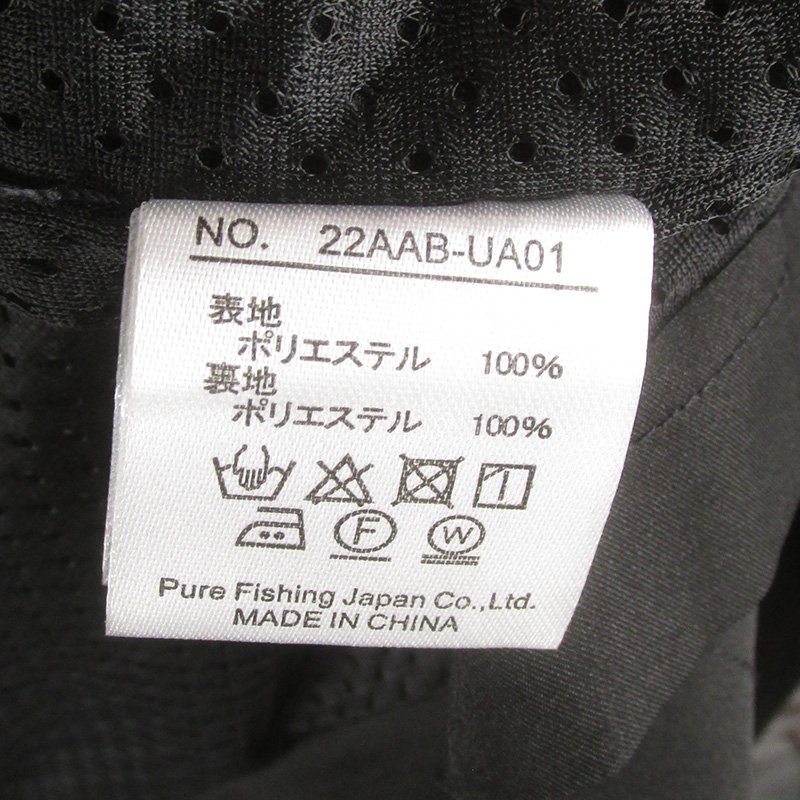 NO. 22AAB-UA01
表地
ポリエステル 100%
裏地
ポリエステル 100%
F W
Pure Fishing Japan Co.,Ltd.
MADE IN CHINA